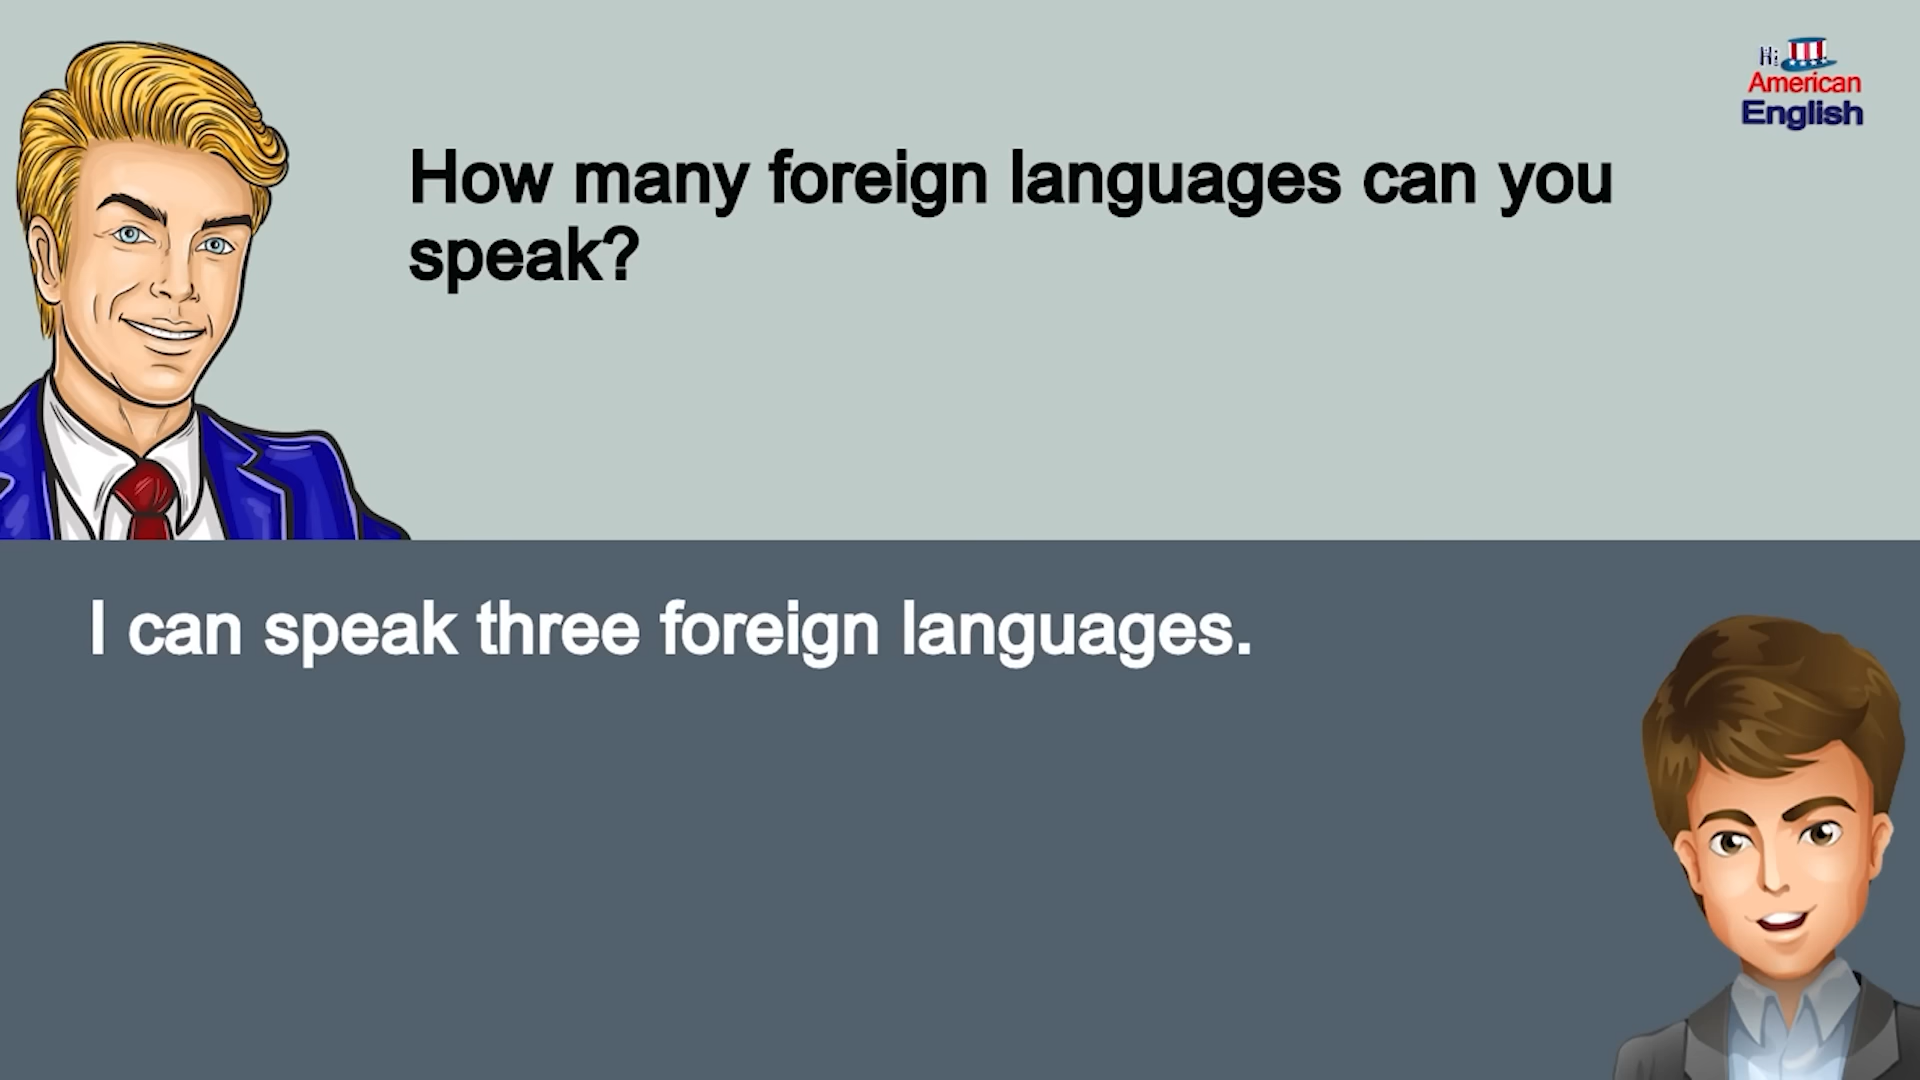 Hi
American
English
How many foreign languages can you
speak?
I can speak three foreign languages.